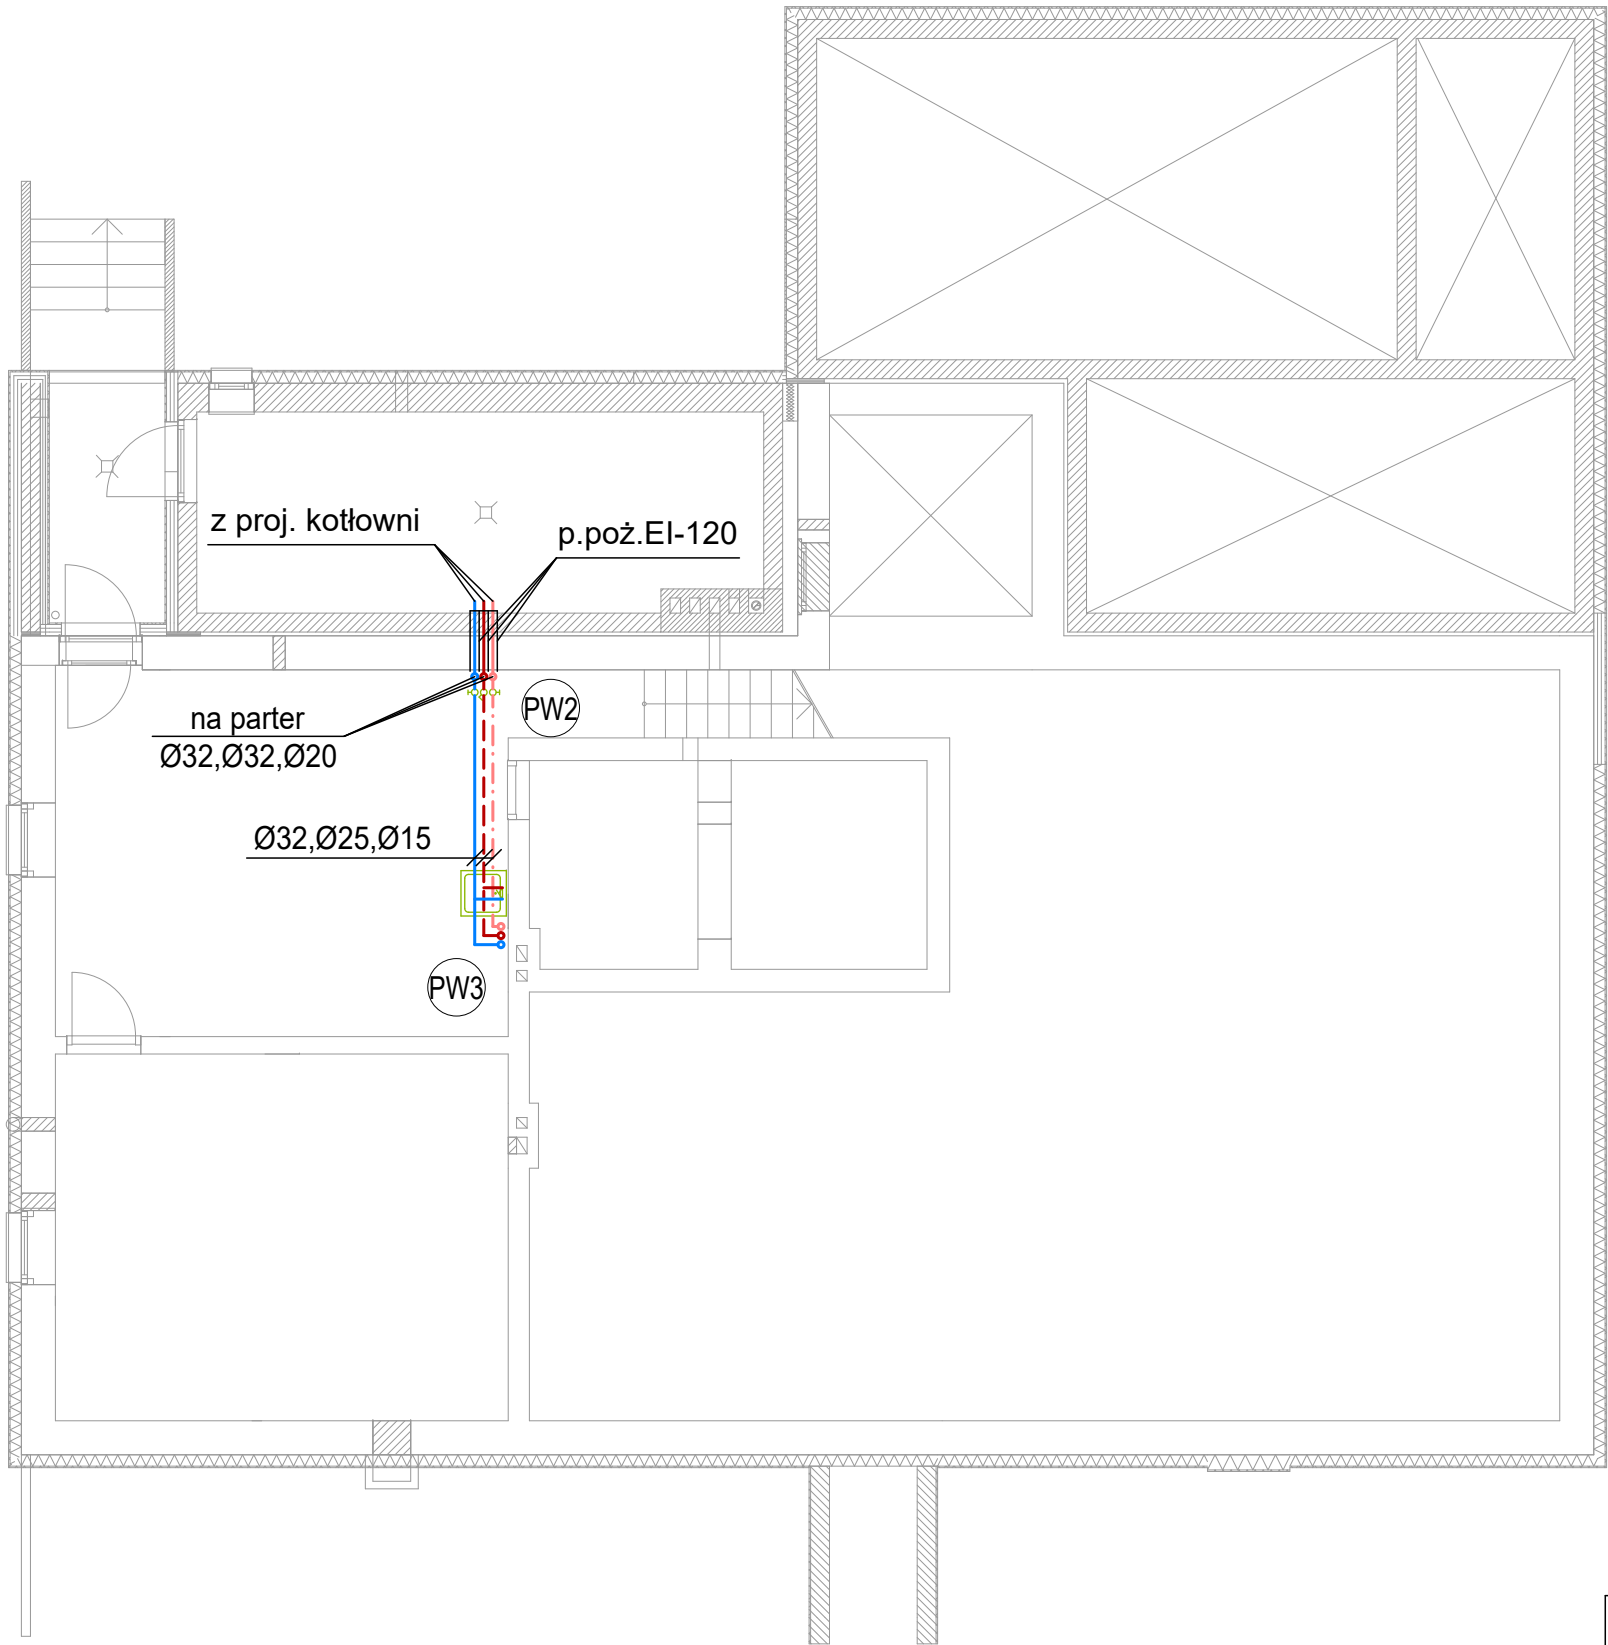 z proj. kotłowni
p.poż.EI-120
PW2
na parter
Ø32,Ø32,Ø20
Ø32,Ø25,Ø15
PW3